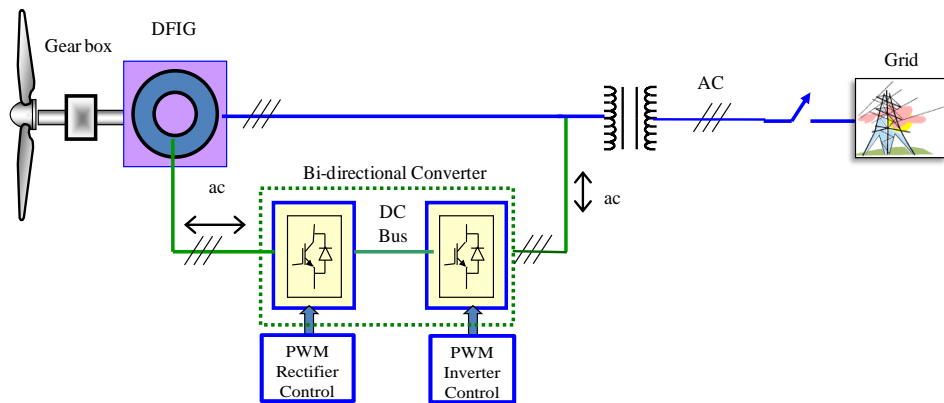 DFIG
Gear box
Grid
AC
ac
Bi-directional Converter
ac
DC
Bus
PWM
Rectifier
Control
PWM
Inverter
Control